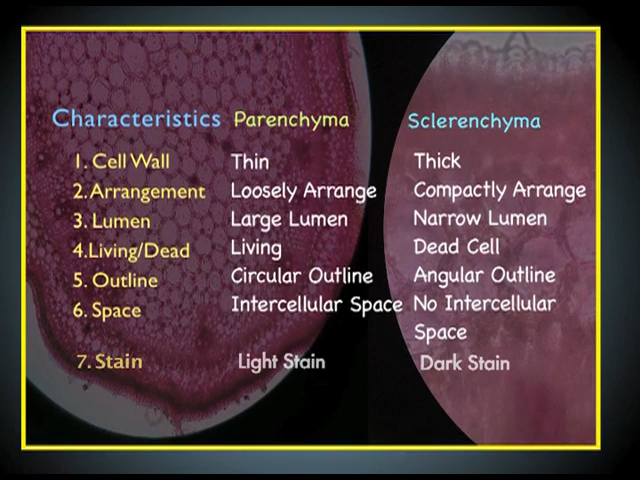 Characteristics Parenchyma Sclerenchyma
1. Cell Wall Thin Thick
2. Arrangement Loosely Arrange Compactly Arrange
3. Lumen Large Lumen Narrow Lumen
4.Living/Dead Living Dead Cell
5. Outline Circular Outline Angular Outline
6. Space Intercellular Space No Intercellular
Space
7. Stain Light Stain Dark Stain